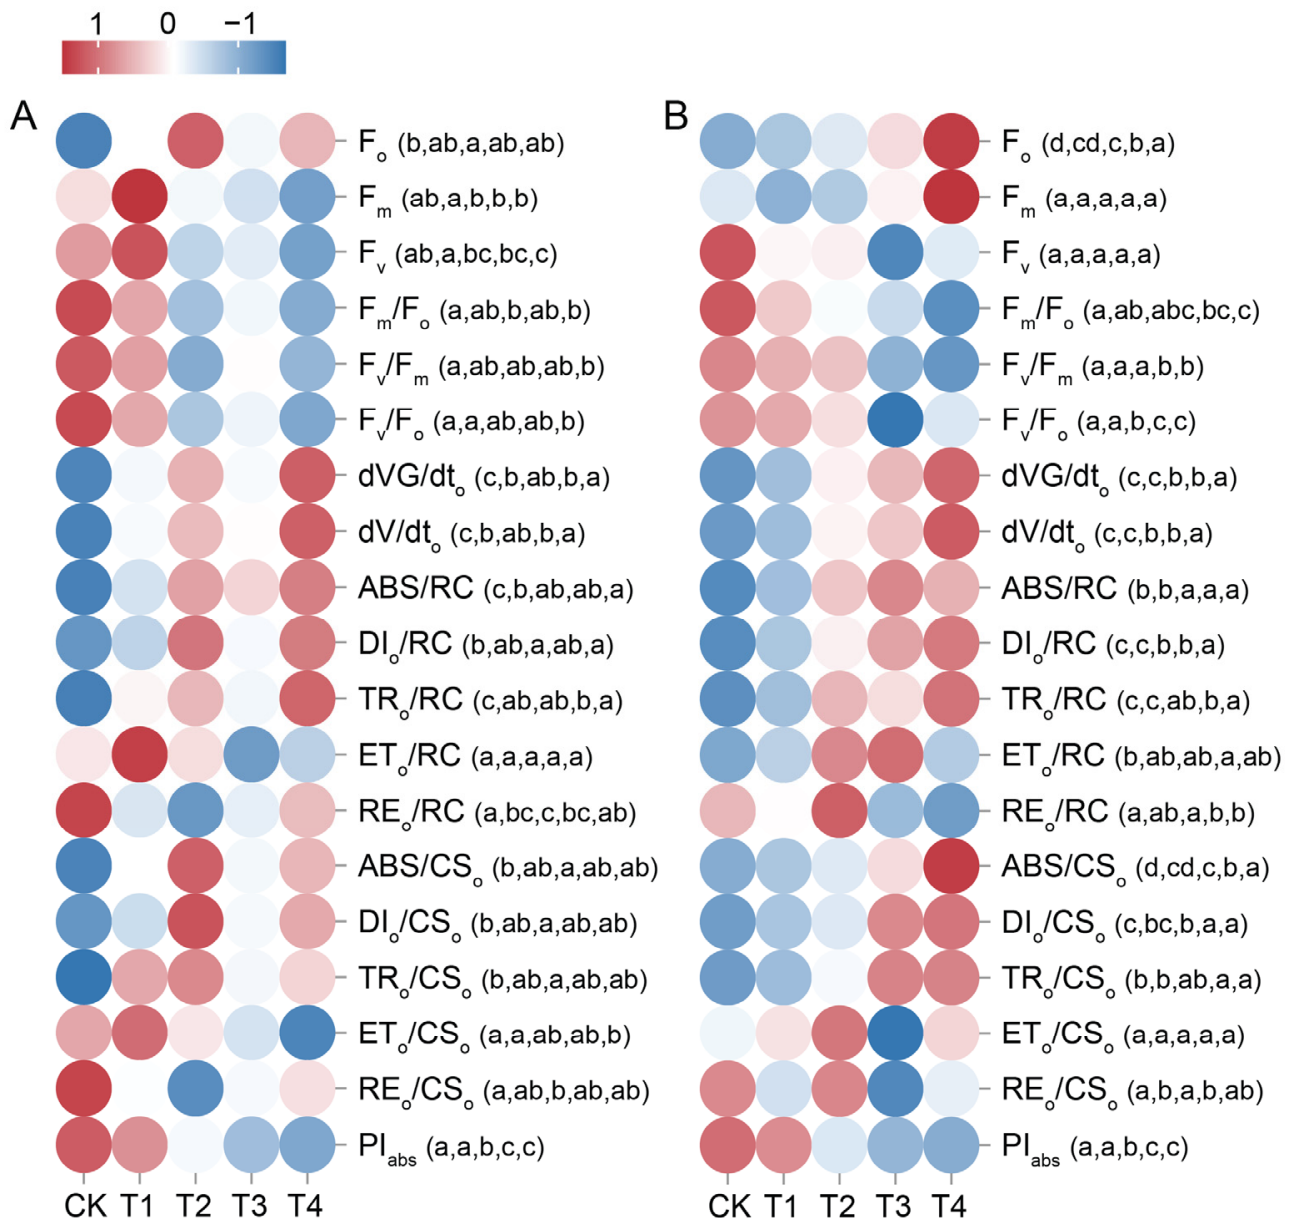 1 0 −1
A B
Fo (b,ab,a,ab,ab) Fo (d,cd,c,b,a)
Fm (ab,a,b,b,b) Fm (a,a,a,a,a)
Fv (ab,a,bc,bc,c) Fv (a,a,a,a,a)
Fm/Fo (a,ab,b,ab,b) Fm/Fo (a,ab,abc,bc,c)
Fv/Fm (a,ab,ab,ab,b) Fv/Fm (a,a,a,b,b)
Fv/Fo (a,a,ab,ab,b) Fv/Fo (a,a,b,c,c)
dVG/dto (c,b,ab,b,a) dVG/dto (c,c,b,b,a)
dV/dto (c,b,ab,b,a) dV/dto (c,c,b,b,a)
ABS/RC (c,b,ab,ab,a) ABS/RC (b,b,a,a,a)
DIo/RC (b,ab,a,ab,a) DIo/RC (c,c,b,b,a)
TRo/RC (c,ab,ab,b,a) TRo/RC (c,c,ab,b,a)
ETo/RC (a,a,a,a,a) ETo/RC (b,ab,ab,a,ab)
REo/RC (a,bc,c,bc,ab) REo/RC (a,ab,a,b,b)
ABS/CSo (b,ab,a,ab,ab) ABS/CSo (d,cd,c,b,a)
DIo/CSo (b,ab,a,ab,ab) DIo/CSo (c,bc,b,a,a)
TRo/CSo (b,ab,a,ab,ab) TRo/CSo (b,b,ab,a,a)
ETo/CSo (a,a,ab,ab,b) ETo/CSo (a,a,a,a,a)
REo/CSo (a,ab,b,ab,ab) REo/CSo (a,b,a,b,ab)
PIabs (a,a,b,c,c) PIabs (a,a,b,c,c)
CK T1 T2 T3 T4 CK T1 T2 T3 T4